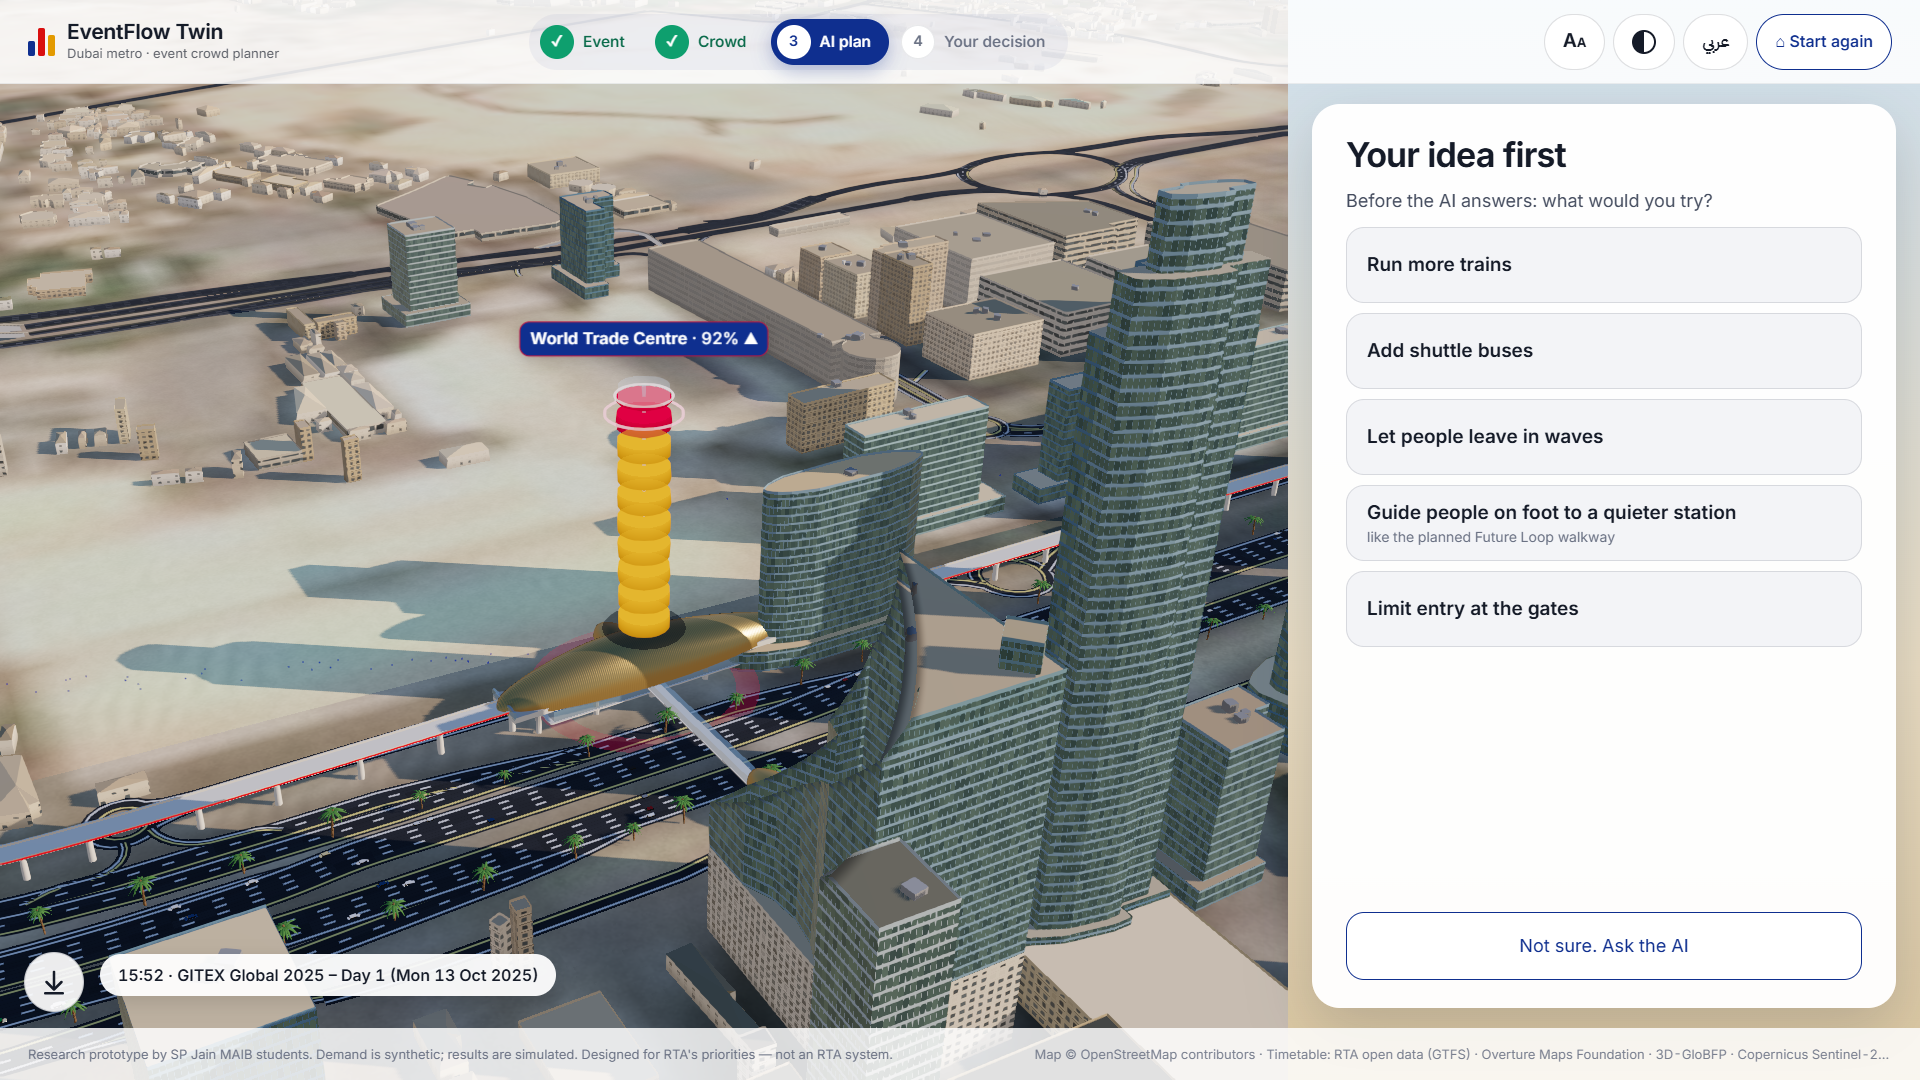 EventFlow Twin
Dubai metro · event crowd planner
✓ Event
✓ Crowd
3 AI plan
4 Your decision
AA
عربي
⌂ Start again
Your idea first
Before the AI answers: what would you try?
Run more trains
Add shuttle buses
Let people leave in waves
Guide people on foot to a quieter station
like the planned Future Loop walkway
Limit entry at the gates
Not sure. Ask the AI
World Trade Centre · 92% ▲
15:52 · GITEX Global 2025 – Day 1 (Mon 13 Oct 2025)
Research prototype by SP Jain MAIB students. Demand is synthetic; results are simulated. Designed for RTA's priorities — not an RTA system.
Map © OpenStreetMap contributors · Timetable: RTA open data (GTFS) · Overture Maps Foundation · 3D-GloBFP · Copernicus Sentinel-2...